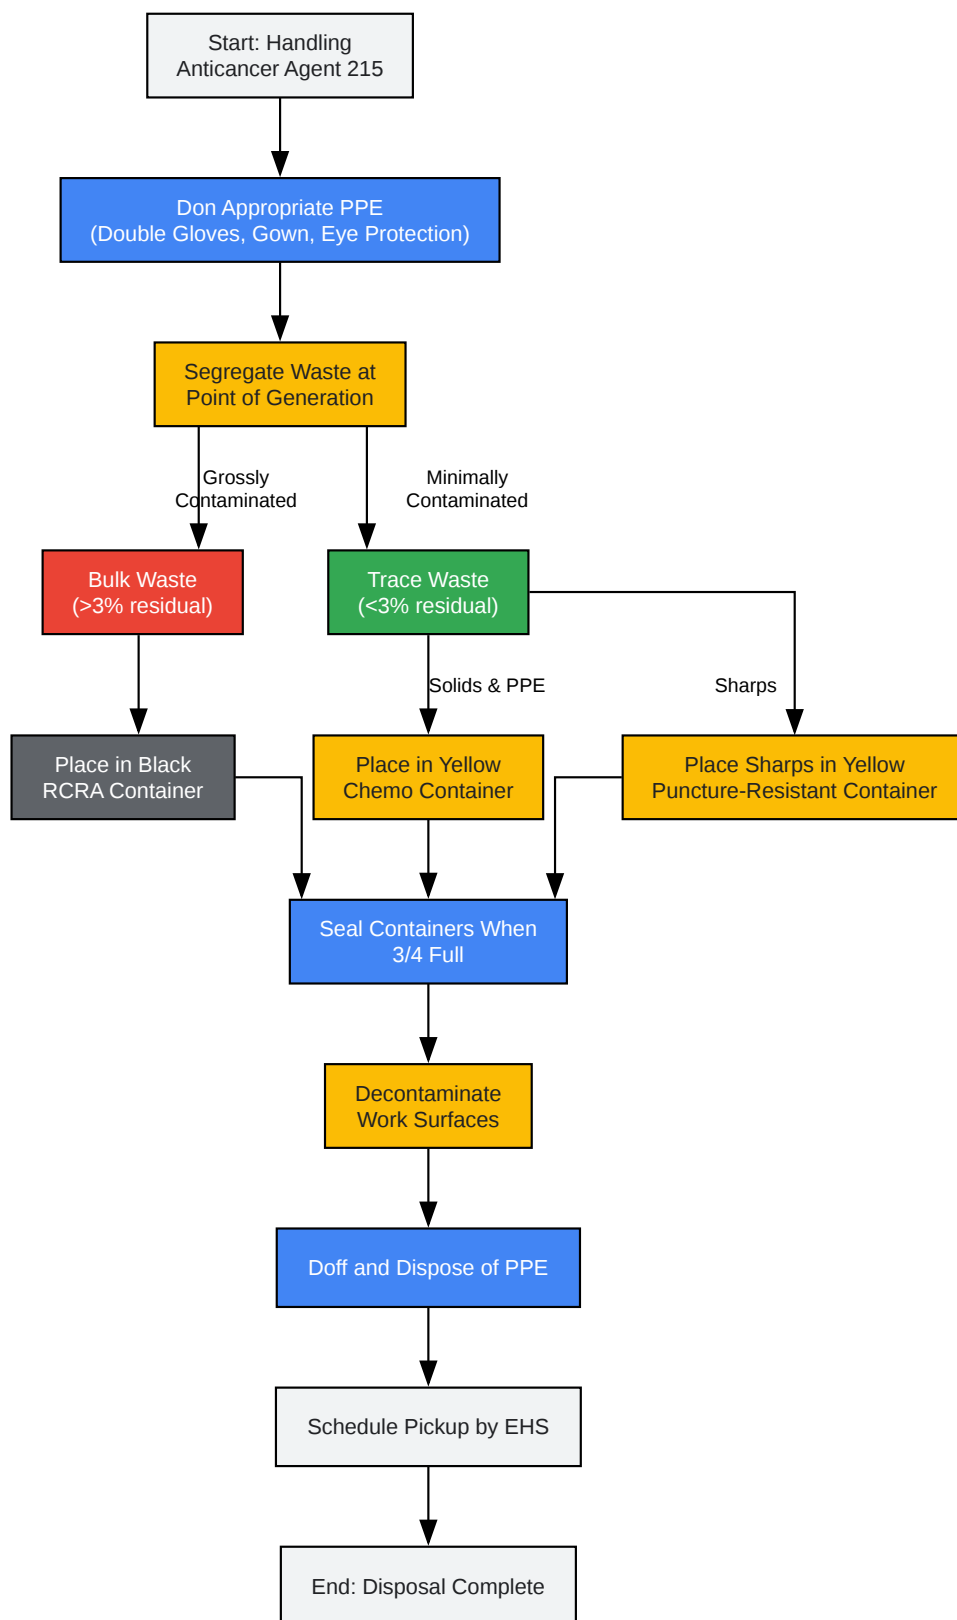 Start: Handling
Anticancer Agent 215
Don Appropriate PPE
(Double Gloves, Gown, Eye Protection)
Segregate Waste at
Point of Generation
Grossly
Contaminated
Minimally
Contaminated
Bulk Waste
(>3% residual)
Trace Waste
(<3% residual)
Solids & PPE
Sharps
Place in Black
RCRA Container
Place in Yellow
Chemo Container
Place Sharps in Yellow
Puncture-Resistant Container
Seal Containers When
3/4 Full
Decontaminate
Work Surfaces
Doff and Dispose of PPE
Schedule Pickup by EHS
End: Disposal Complete